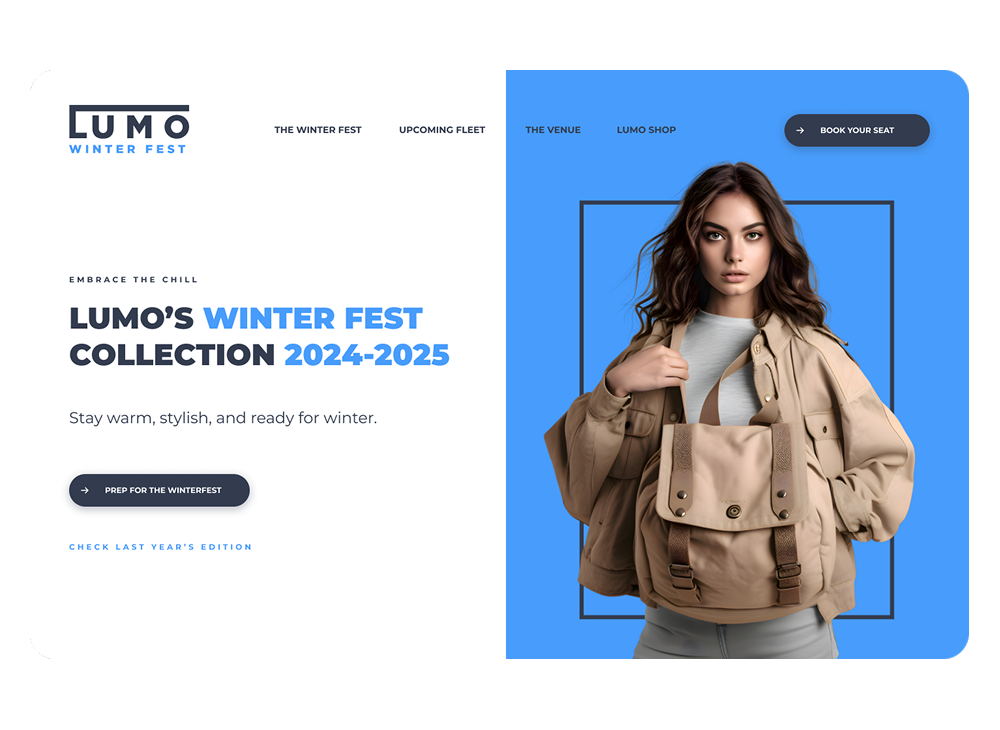 LUMO
WINTER FEST
THE WINTER FEST
UPCOMING FLEET
THE VENUE
LUMO SHOP
BOOK YOUR SEAT
EMBRACE THE CHILL
LUMO’S WINTER FEST
COLLECTION 2024-2025
Stay warm, stylish, and ready for winter.
PREP FOR THE WINTERFEST
CHECK LAST YEAR’S EDITION